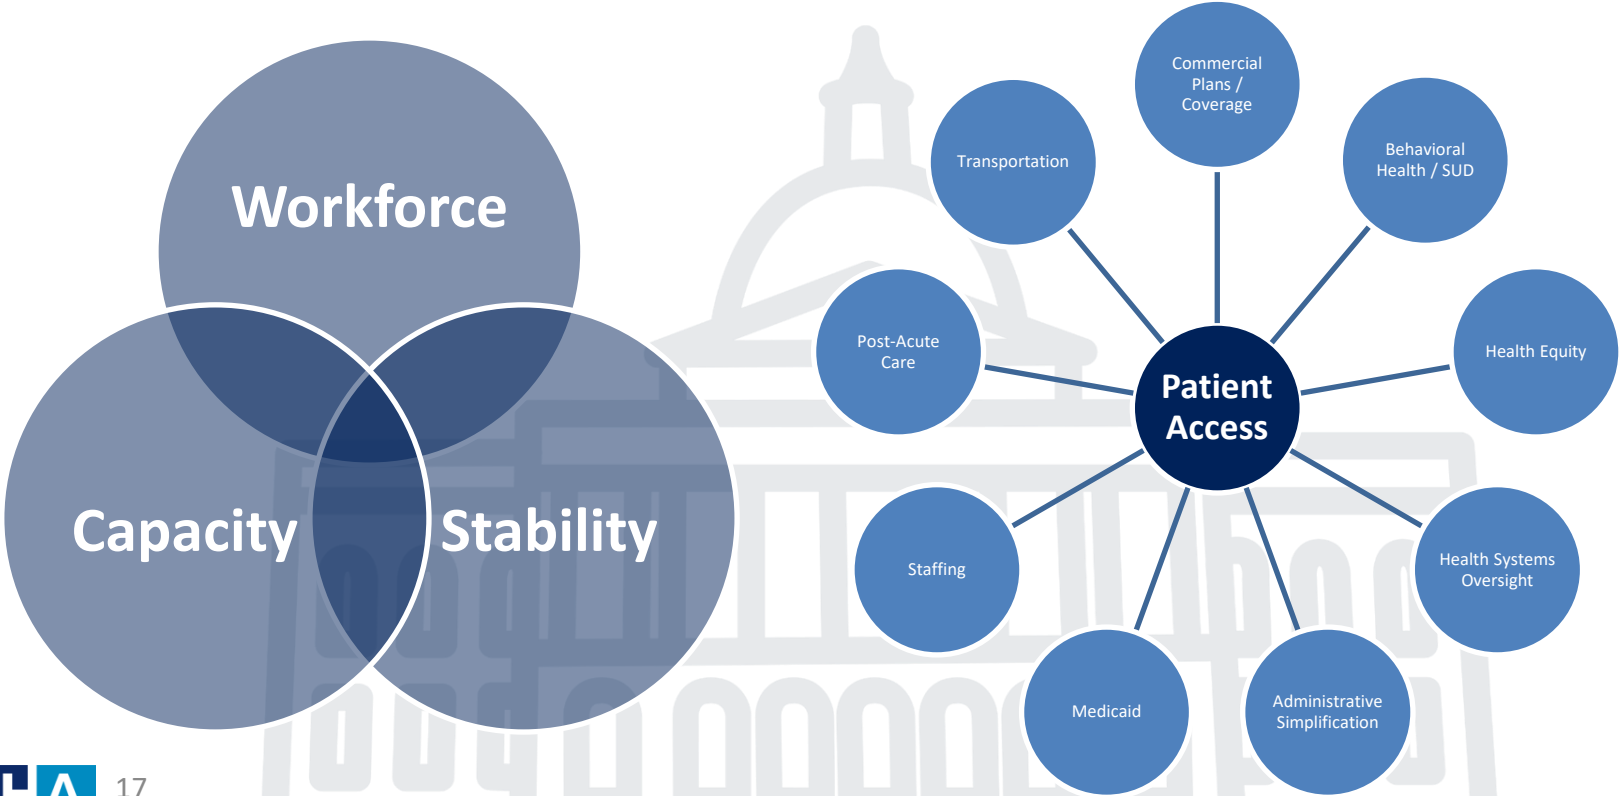 Workforce
Capacity
Stability
Commercial
Plans /
Coverage
Behavioral
Health / SUD
Health Equity
Health Systems
Oversight
Administrative
Simplification
Medicaid
Staffing
Post-Acute
Care
Transportation
Patient
Access
HA
17